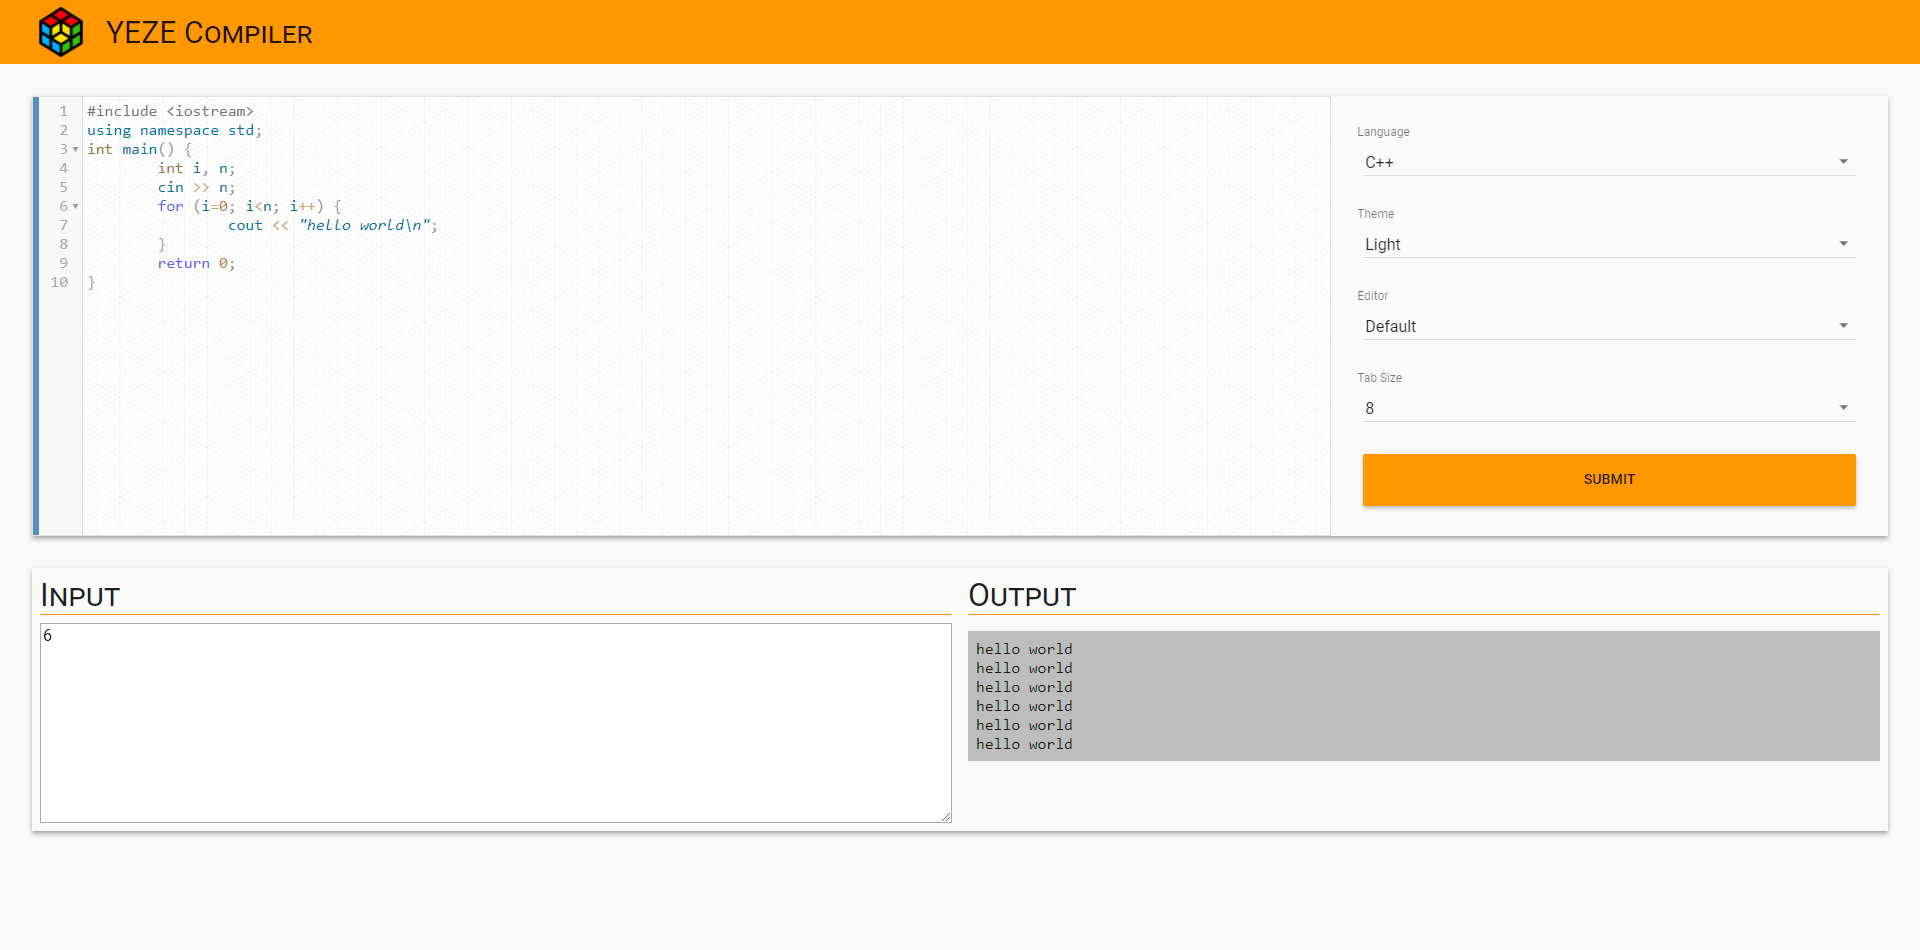 YEZE Compiler
1 #include <iostream>
2 using namespace std;
3 int main() {
4 int i, n;
5 cin >> n;
6 for (i=0; i<n; i++) {
7 cout << "hello world\n";
8 }
9 return 0;
10 }
Language
C++
Theme
Light
Editor
Default
Tab Size
8
SUBMIT
Input
6
Output
hello world
hello world
hello world
hello world
hello world
hello world